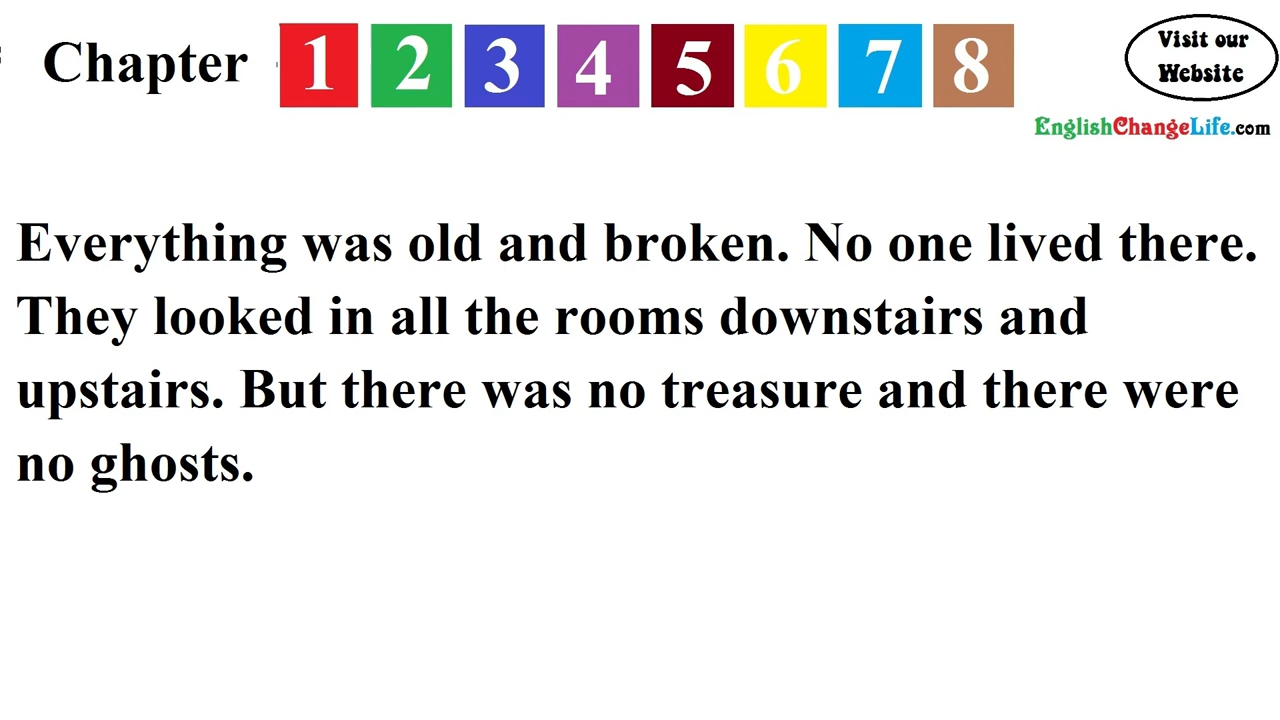 Chapter 1 2 3 4 5 6 7 8
Visit our
Website
EnglishChangeLife.com
Everything was old and broken. No one lived there.
They looked in all the rooms downstairs and
upstairs. But there was no treasure and there were
no ghosts.